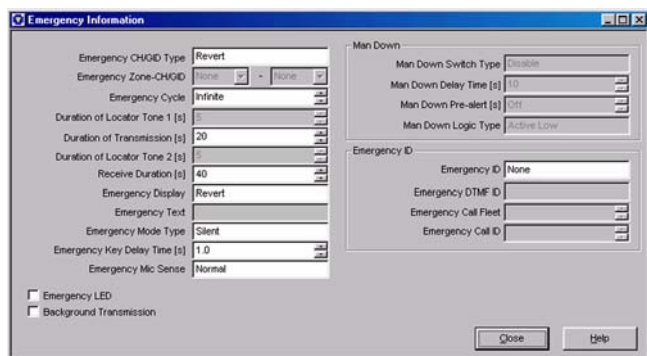 Emergency Information
Emergency CH/GID Type Revert
Emergency Zone-CH/GID None - None
Emergency Cycle Infinite
Duration of Locator Tone 1 [s] 5
Duration of Transmission [s] 20
Duration of Locator Tone 2 [s] 5
Receive Duration [s] 40
Emergency Display Revert
Emergency Text
Emergency Mode Type Silent
Emergency Key Delay Time [s] 1.0
Emergency Mic Sense Normal
Emergency LED
Background Transmission
Man Down
Man Down Switch Type Disable
Man Down Delay Time [s] 10
Man Down Pre-alert [s] Off
Man Down Logic Type Active Low
Emergency ID
Emergency ID None
Emergency DTMF ID
Emergency Call Fleet
Emergency Call ID
Close Help